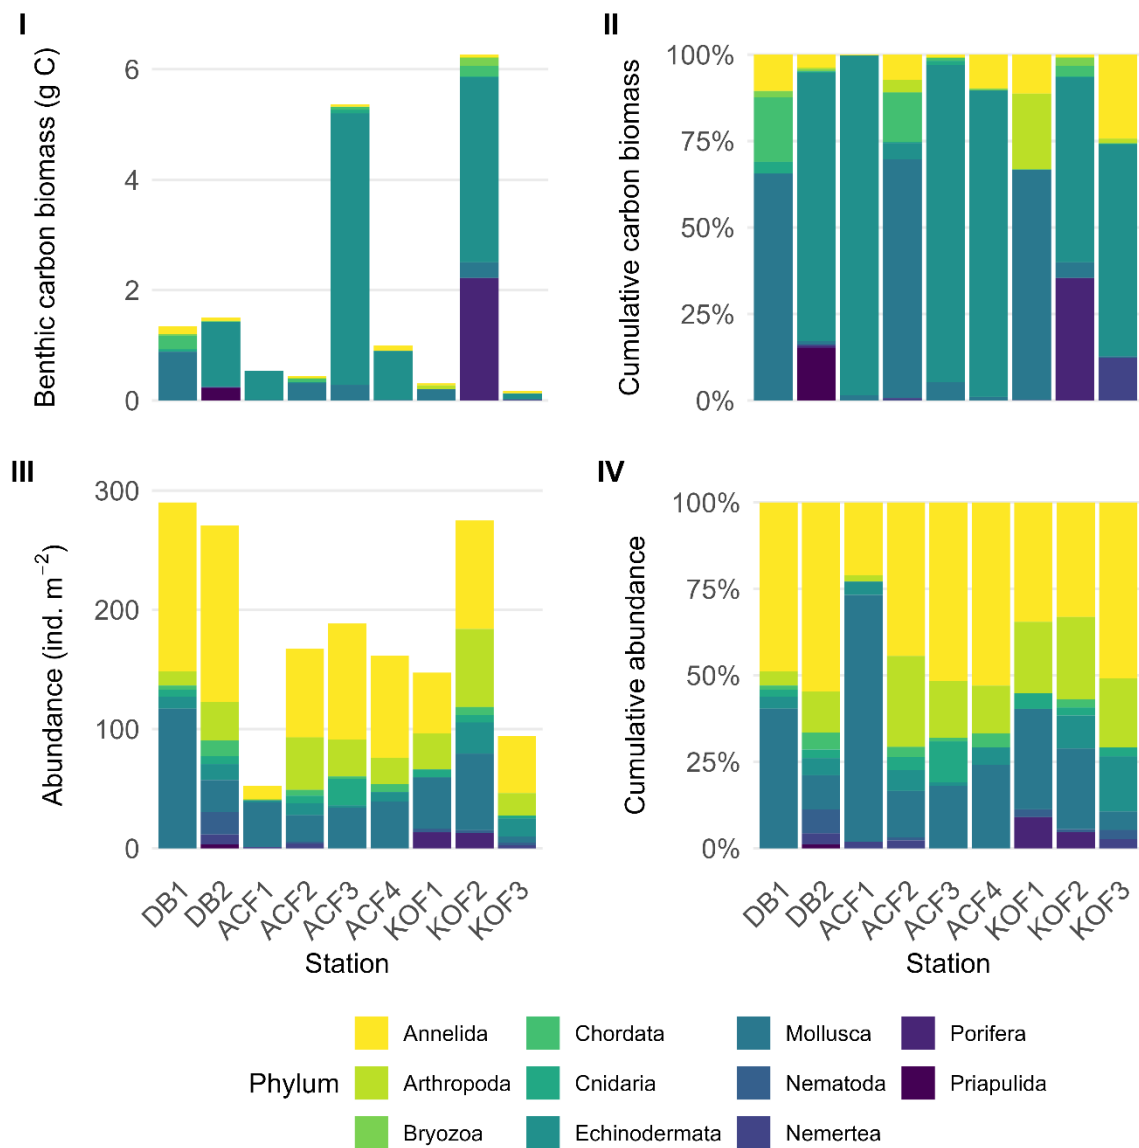 I
Benthic carbon biomass (g C)
6
4
2
0
II
Cumulative carbon biomass
100%
75%
50%
25%
0%
III
Abundance (ind. m⁻²)
300
200
100
0
DB1 DB2 ACF1 ACF2 ACF3 ACF4 KOF1 KOF2 KOF3
Station
IV
Cumulative abundance
100%
75%
50%
25%
0%
DB1 DB2 ACF1 ACF2 ACF3 ACF4 KOF1 KOF2 KOF3
Station
Phylum
Annelida
Arthropoda
Bryozoa
Chordata
Cnidaria
Echinodermata
Mollusca
Nematoda
Nemertea
Porifera
Priapulida